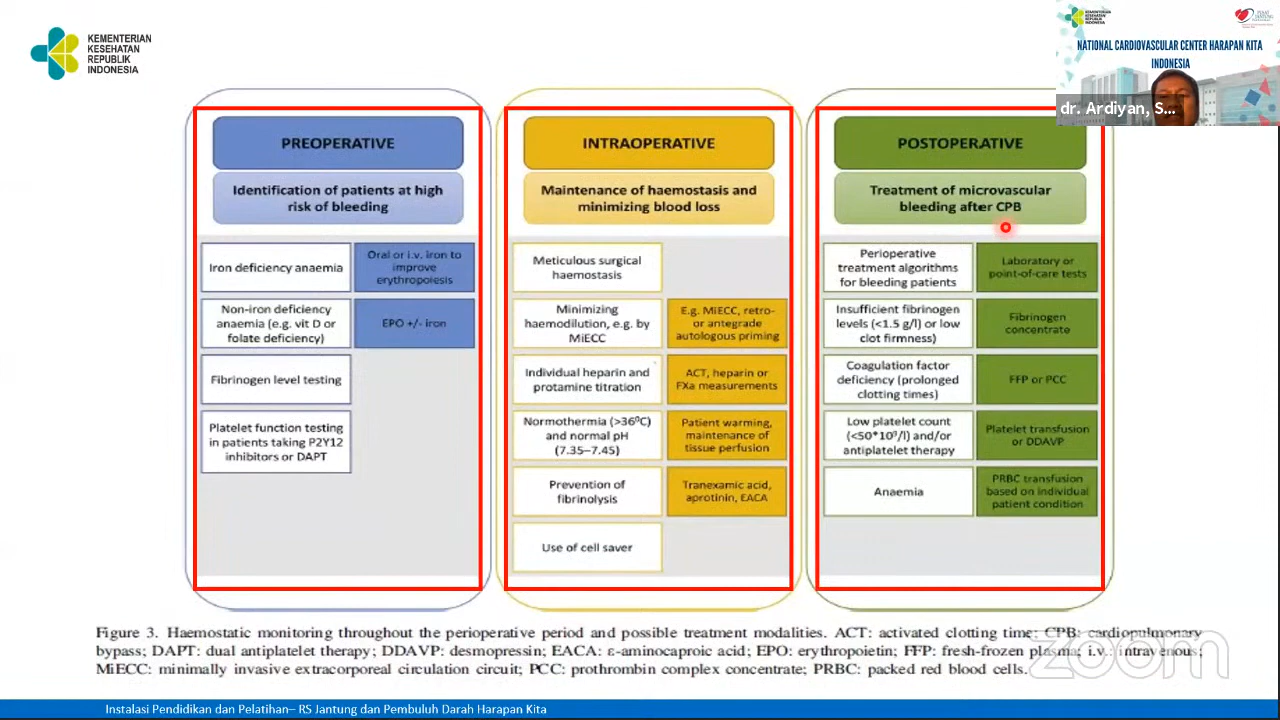 KEMENTERIAN
KESEHATAN
REPUBLIK
INDONESIA
KEMENTERIAN
KESEHATAN
REPUBLIK
INDONESIA
NATIONAL CARDIOVASCULAR CENTER HARAPAN KITA
INDONESIA
dr. Ardiyan, S...
PREOPERATIVE
Identification of patients at high
risk of bleeding
Iron deficiency anaemia
Oral or i.v. iron to
improve
erythropoiesis
Non-iron deficiency
anaemia (e.g. vit D or
folate deficiency)
EPO +/- iron
Fibrinogen level testing
Platelet function testing
in patients taking P2Y12
inhibitors or DAPT
INTRAOPERATIVE
Maintenance of haemostasis and
minimizing blood loss
Meticulous surgical
haemostasis
Minimizing
haemodilution, e.g. by
MiECC
E.g. MiECC, retro-
or antegrade
autologous priming
Individual heparin and
protamine titration
ACT, heparin or
FXa measurements
Normothermia (>36⁰C)
and normal pH
(7.35–7.45)
Patient warming,
maintenance of
tissue perfusion
Prevention of
fibrinolysis
Tranexamic acid,
aprotinin, EACA
Use of cell saver
POSTOPERATIVE
Treatment of microvascular
bleeding after CPB
Perioperative
treatment algorithms
for bleeding patients
Laboratory or
point-of-care tests
Insufficient fibrinogen
levels (<1.5 g/l) or low
clot firmness)
Fibrinogen
concentrate
Coagulation factor
deficiency (prolonged
clotting times)
FFP or PCC
Low platelet count
(<50*10⁹/l) and/or
antiplatelet therapy
Platelet transfusion
or DDAVP
Anaemia
PRBC transfusion
based on individual
patient condition
Figure 3. Haemostatic monitoring throughout the perioperative period and possible treatment modalities. ACT: activated clotting time; CPB: cardiopulmonary
bypass; DAPT: dual antiplatelet therapy; DDAVP: desmopressin; EACA: ε-aminocaproic acid; EPO: erythropoietin; FFP: fresh-frozen plasma; i.v.: intravenous;
MiECC: minimally invasive extracorporeal circulation circuit; PCC: prothrombin complex concentrate; PRBC: packed red blood cells.
zoom
Instalasi Pendidikan dan Pelatihan– RS Jantung dan Pembuluh Darah Harapan Kita